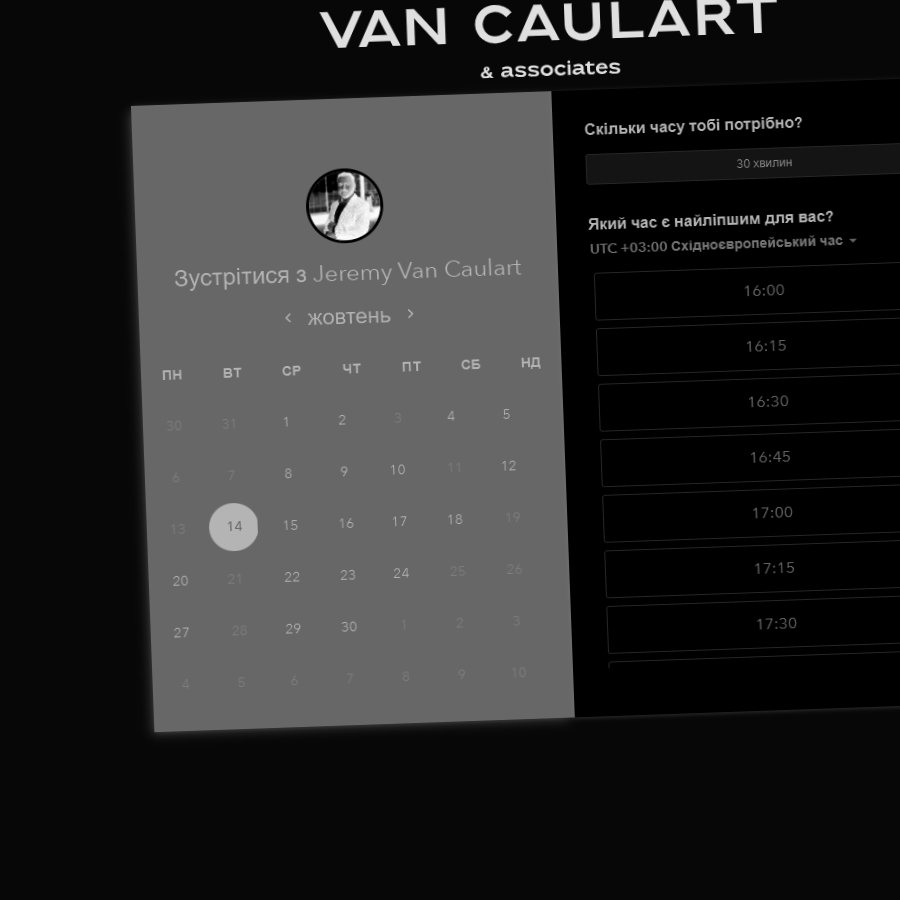 VAN CAULART
& associates
Зустрітися з Jeremy Van Caulart
‹ жовтень ›
ПН ВТ СР ЧТ ПТ СБ НД
30 31 1 2 3 4 5
6 7 8 9 10 11 12
13 14 15 16 17 18 19
20 21 22 23 24 25 26
27 28 29 30 1 2 3
4 5 6 7 8 9 10
Скільки часу тобі потрібно?
30 хвилин
Який час є найліпшим для вас?
UTC +03:00 Східноєвропейський час
16:00
16:15
16:30
16:45
17:00
17:15
17:30